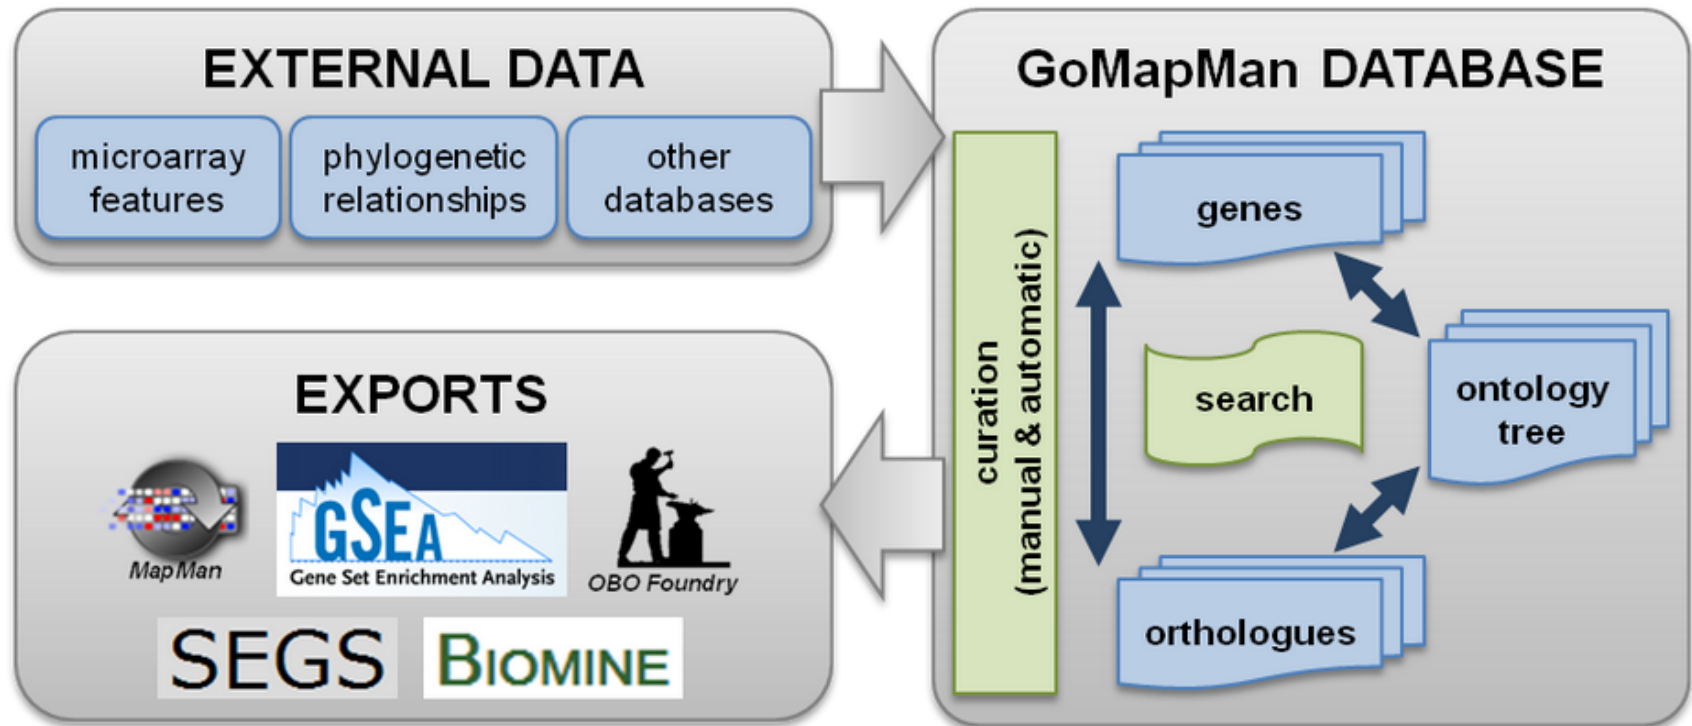 EXTERNAL DATA
microarray
features
phylogenetic
relationships
other
databases
GoMapMan DATABASE
curation
(manual & automatic)
genes
search
ontology
tree
orthologues
EXPORTS
MapMan
GSEA
Gene Set Enrichment Analysis
OBO Foundry
SEGS
BIOMINE